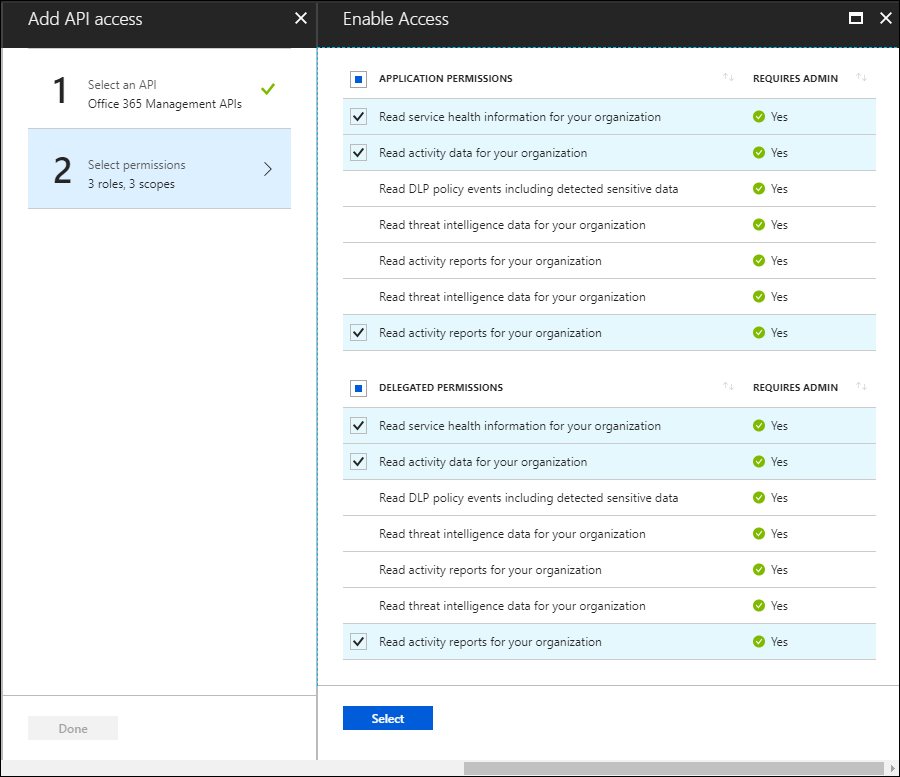 Add API access
1
Select an API
Office 365 Management APIs
2
Select permissions
3 roles, 3 scopes
Done
Enable Access
APPLICATION PERMISSIONS REQUIRES ADMIN
Read service health information for your organization Yes
Read activity data for your organization Yes
Read DLP policy events including detected sensitive data Yes
Read threat intelligence data for your organization Yes
Read activity reports for your organization Yes
Read threat intelligence data for your organization Yes
Read activity reports for your organization Yes
DELEGATED PERMISSIONS REQUIRES ADMIN
Read service health information for your organization Yes
Read activity data for your organization Yes
Read DLP policy events including detected sensitive data Yes
Read threat intelligence data for your organization Yes
Read activity reports for your organization Yes
Read threat intelligence data for your organization Yes
Read activity reports for your organization Yes
Select